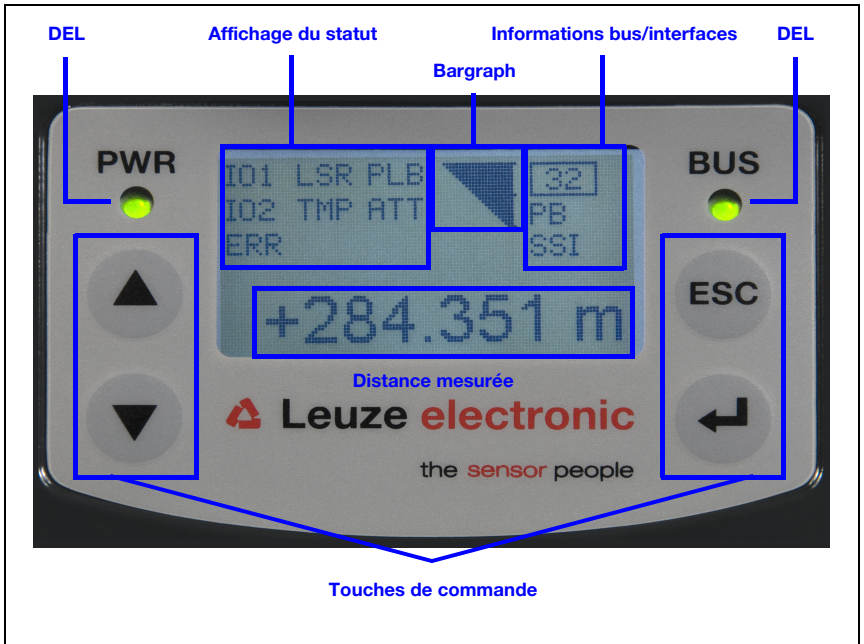 DEL Affichage du statut Informations bus/interfaces DEL
Bargraph
PWR BUS
IO1 LSR PLB 32
IO2 TMP ATT PB
ERR SSI
ESC
+284.351 m
Distance mesurée
Leuze electronic
the sensor people
Touches de commande